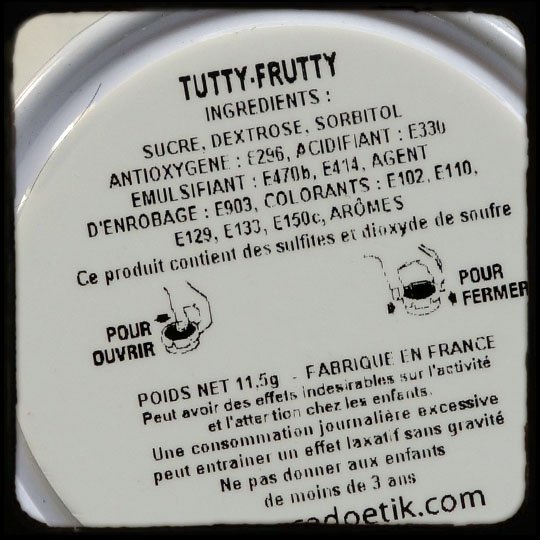 TUTTY-FRUTTY
INGREDIENTS :
SUCRE, DEXTROSE, SORBITOL
ANTIOXYGENE : E296, ACIDIFIANT : E330
EMULSIFIANT : E470b, E414, AGENT
D'ENROBAGE : E903, COLORANTS : E102, E110,
E129, E133, E150c, ARÔMES
Ce produit contient des sulfites et dioxyde de soufre
POUR
OUVRIR
POUR
FERMER
POIDS NET 11,5g - FABRIQUE EN FRANCE
Peut avoir des effets indesirables sur l'activité
et l'attention chez les enfants.
Une consommation journalière excessive
peut entrainer un effet laxatif sans gravité
Ne pas donner aux enfants
de moins de 3 ans